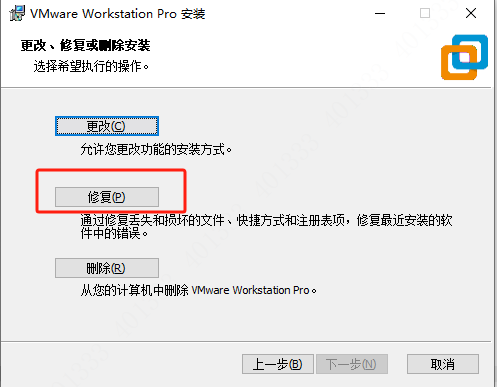 VMware Workstation Pro 安装
更改、修复或删除安装
选择希望执行的操作。
更改(C)
允许您更改功能的安装方式。
修复(P)
通过修复丢失和损坏的文件、快捷方式和注册表项，修复最近安装的软
件中的错误。
删除(R)
从您的计算机中删除 VMware Workstation Pro。
上一步(B) 下一步(N) 取消